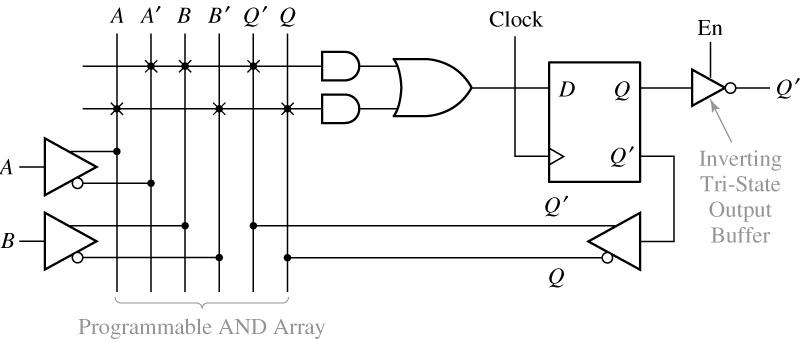 A A′ B B′ Q′ Q
Clock
En
D Q
Q′
Q′
A
B
Q′
Q
Inverting
Tri-State
Output
Buffer
Programmable AND Array